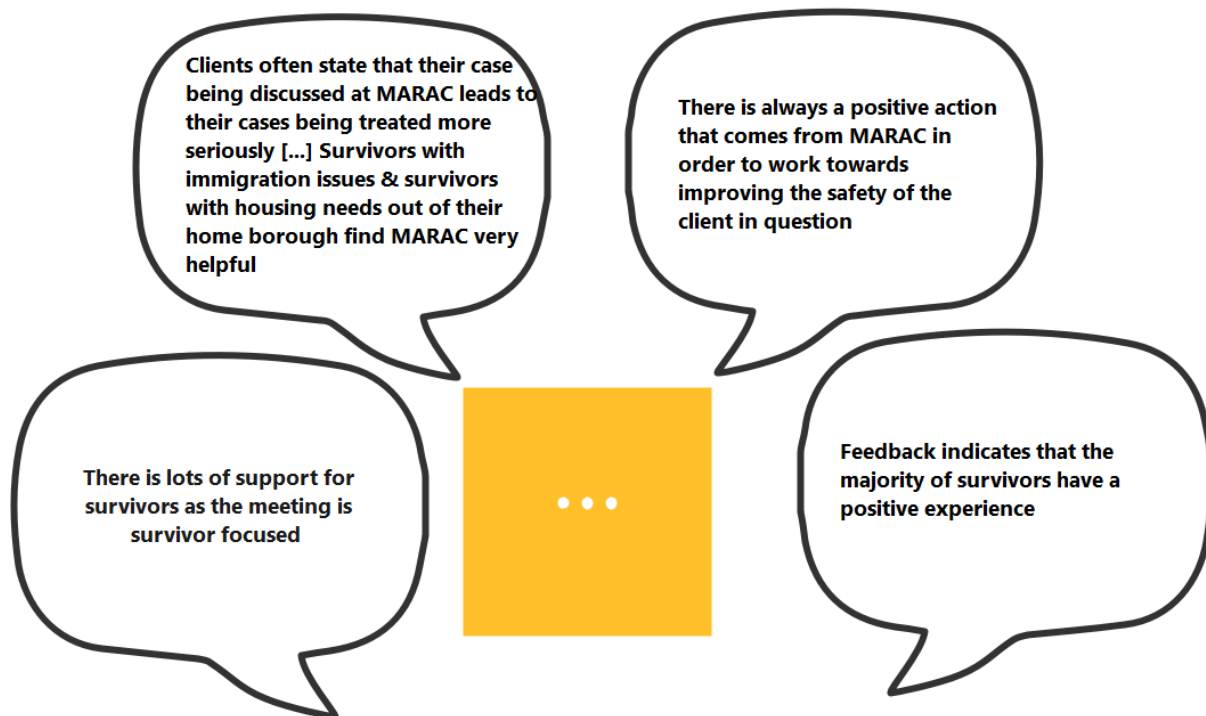 Clients often state that their case
being discussed at MARAC leads to
their cases being treated more
seriously [...] Survivors with
immigration issues & survivors
with housing needs out of their
home borough find MARAC very
helpful
There is always a positive action
that comes from MARAC in
order to work towards
improving the safety of the
client in question
There is lots of support for
survivors as the meeting is
survivor focused
...
Feedback indicates that the
majority of survivors have a
positive experience